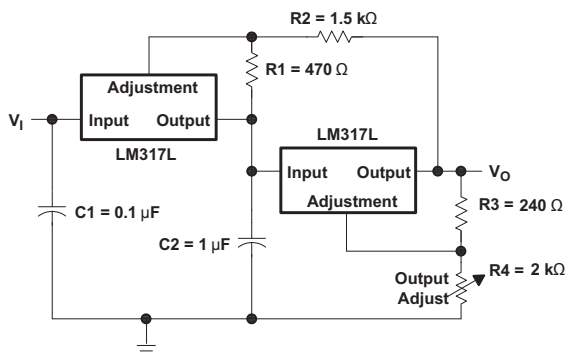 R2 = 1.5 kΩ
R1 = 470 Ω
Adjustment
V_I
Input Output
LM317L
LM317L
Input Output
V_O
Adjustment
R3 = 240 Ω
C1 = 0.1 µF
C2 = 1 µF
Output
Adjust
R4 = 2 kΩ